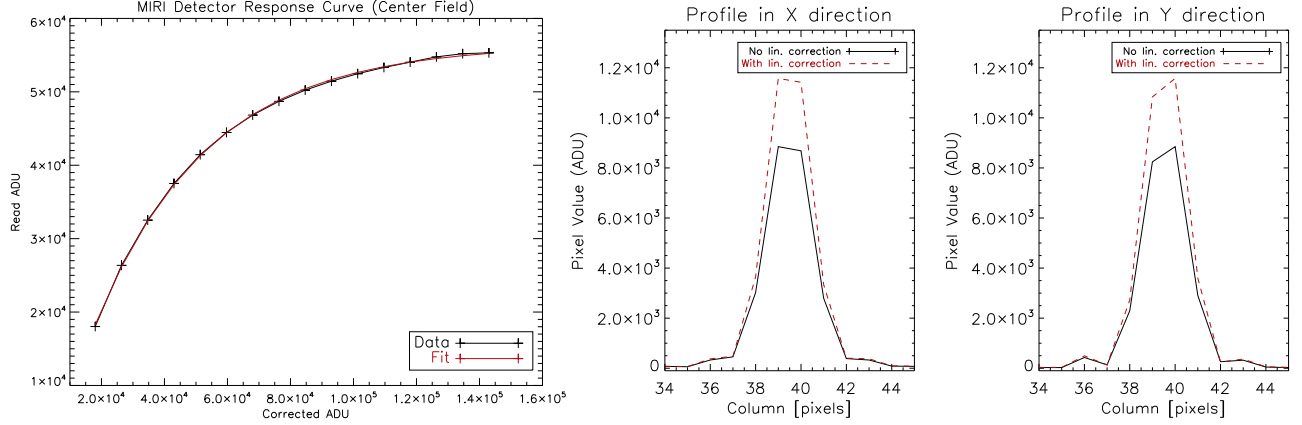 MIRI Detector Response Curve (Center Field)
6×10⁴
5×10⁴
4×10⁴
3×10⁴
2×10⁴
1×10⁴
Read ADU
Data
Fit
2.0×10⁴ 4.0×10⁴ 6.0×10⁴ 8.0×10⁴ 1.0×10⁵ 1.2×10⁵ 1.4×10⁵ 1.6×10⁵
Corrected ADU
Profile in X direction
No lin. correction
With lin. correction
1.2×10⁴
1.0×10⁴
8.0×10³
6.0×10³
4.0×10³
2.0×10³
0
Pixel Value (ADU)
34 36 38 40 42 44
Column [pixels]
Profile in Y direction
No lin. correction
With lin. correction
1.2×10⁴
1.0×10⁴
8.0×10³
6.0×10³
4.0×10³
2.0×10³
0
Pixel Value (ADU)
34 36 38 40 42 44
Column [pixels]